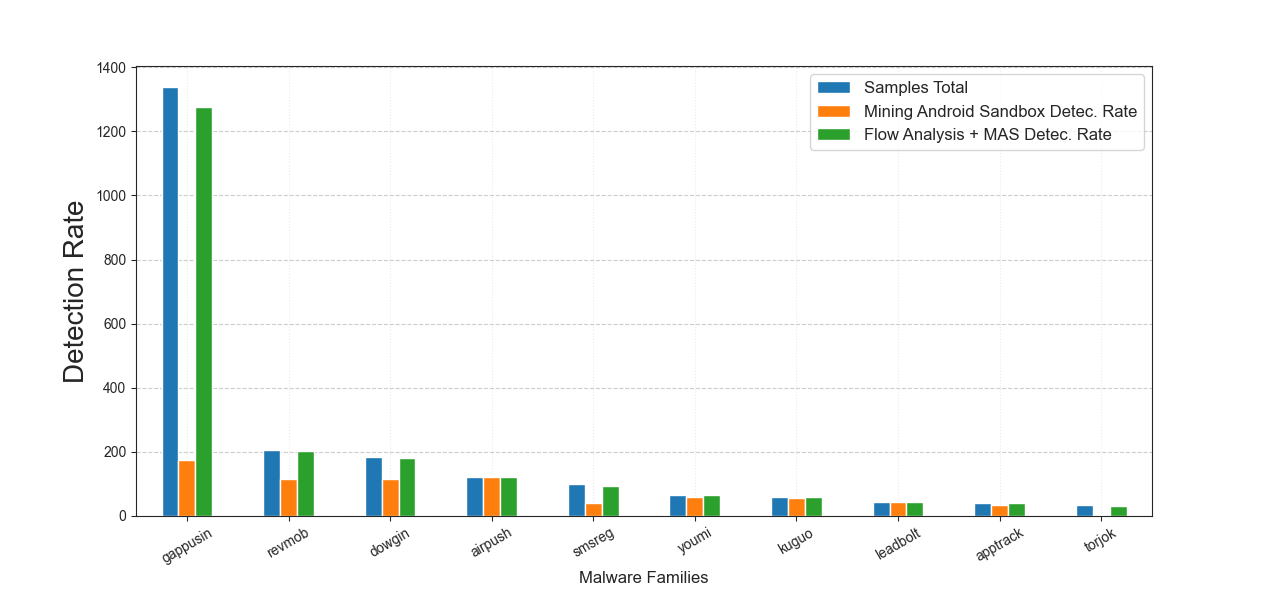 1400
1200
1000
800
600
400
200
0
Detection Rate
Samples Total
Mining Android Sandbox Detec. Rate
Flow Analysis + MAS Detec. Rate
gappusin
revmob
dowgin
airpush
smsreg
youmi
kuguo
leadbolt
apptrack
torjok
Malware Families